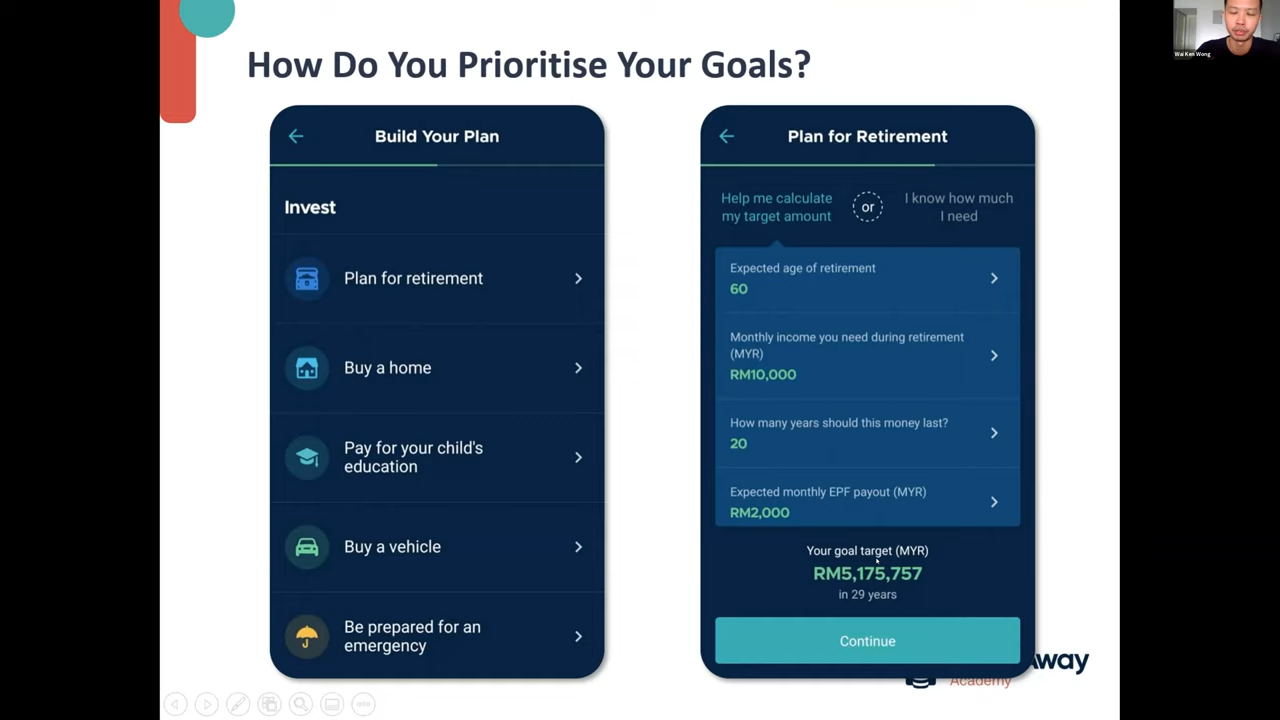 How Do You Prioritise Your Goals?
Build Your Plan
Invest
Plan for retirement
Buy a home
Pay for your child's
education
Buy a vehicle
Be prepared for an
emergency
Plan for Retirement
Help me calculate
my target amount
or
I know how much
I need
Expected age of retirement
60
Monthly income you need during retirement
(MYR)
RM10,000
How many years should this money last?
20
Expected monthly EPF payout (MYR)
RM2,000
Your goal target (MYR)
RM5,175,757
in 29 years
Continue
Away
Academy
Wai Ken Wong